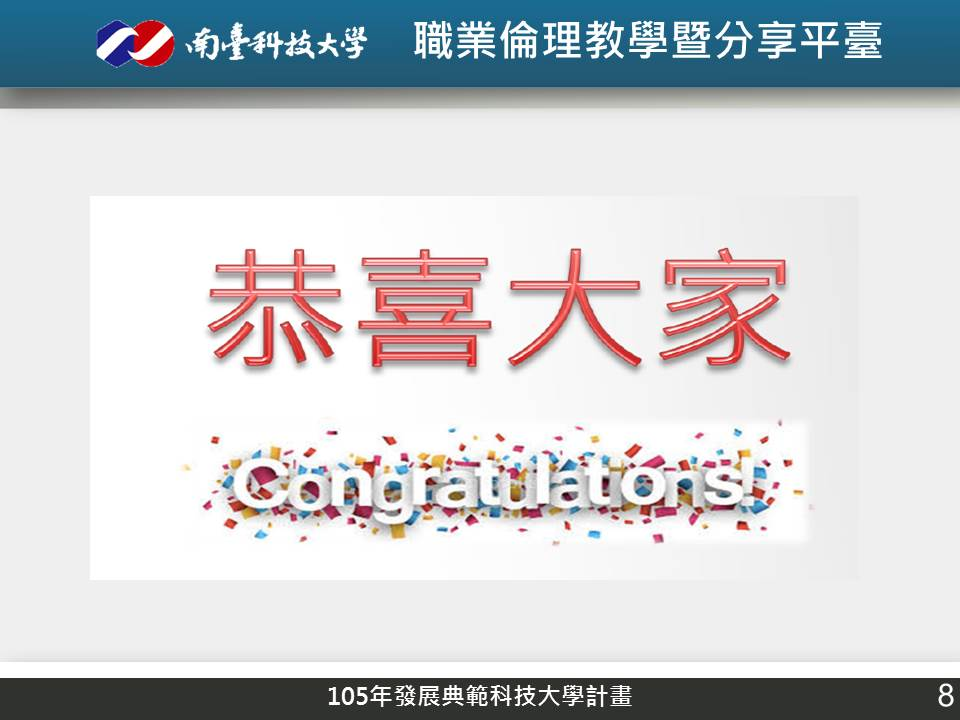 南臺科技大學 職業倫理教學暨分享平臺
恭喜大家
Congratulations!
105年發展典範科技大學計畫
8